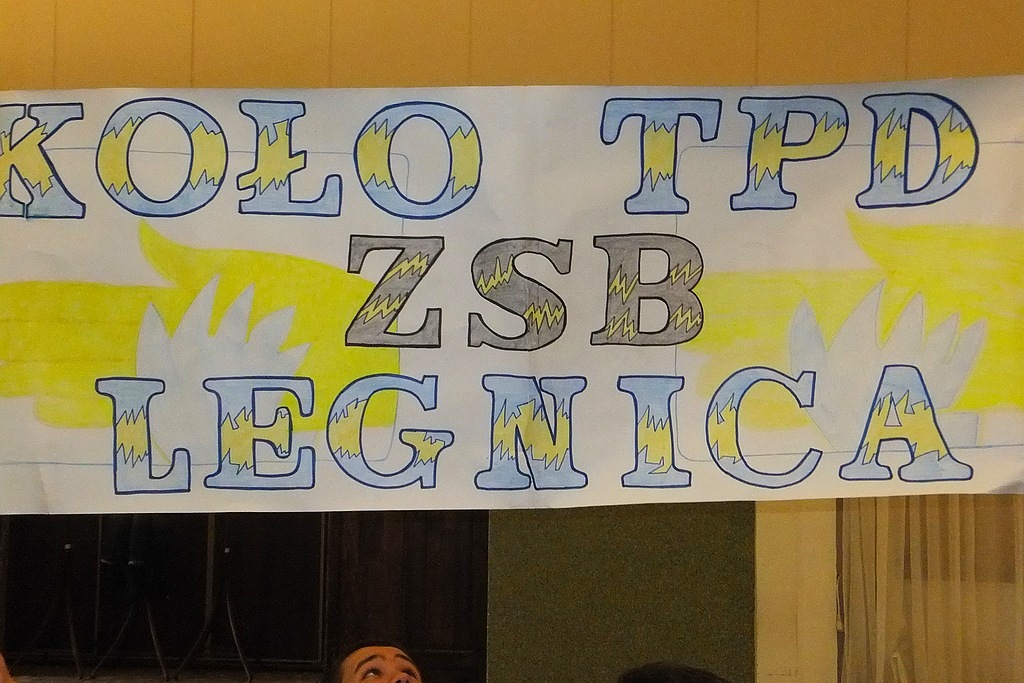 KOŁO TPD
ZSB
LEGNICA